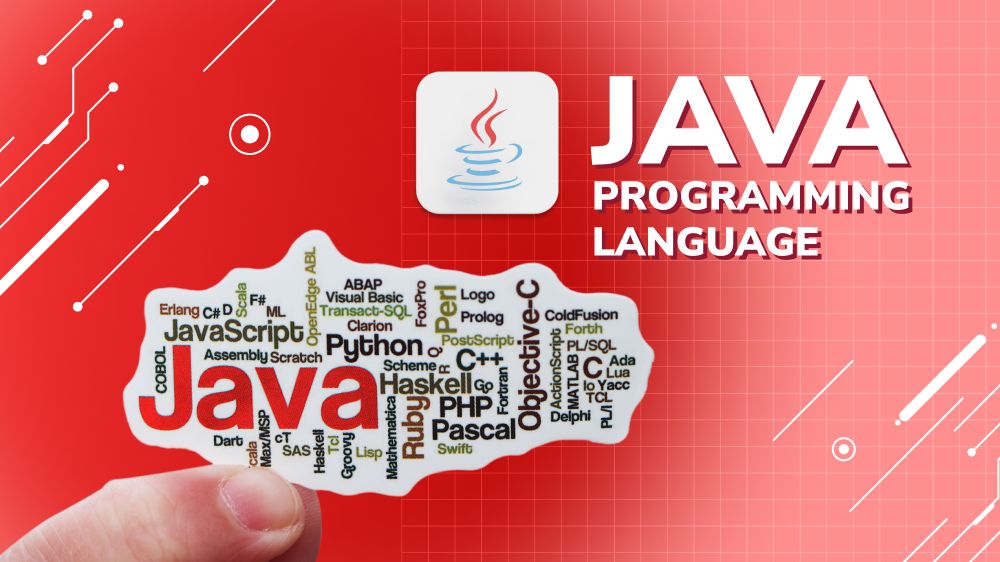 JAVA
PROGRAMMING
LANGUAGE
OpenEdge ABL
ABAP
Visual Basic
Transact-SQL
Clarion
FoxPro
Perl
Logo
Prolog
PostScript
Objective-C
ColdFusion
Forth
PL/SQL
Erlang
C#
D
Scala
F#
ML
JavaScript
Python
C++
ActionScript
MATLAB
C
Ada
Lua
Io
Yacc
TCL
PL/I
Delphi
COBOL
Assembly
Scratch
Scheme
Q
R
Haskell
Go
Fortran
Java
PHP
Ruby
Pascal
Mathematica
Swift
Dart
Max/MSP
cT
SAS
Haskell
Tcl
Groovy
Lisp